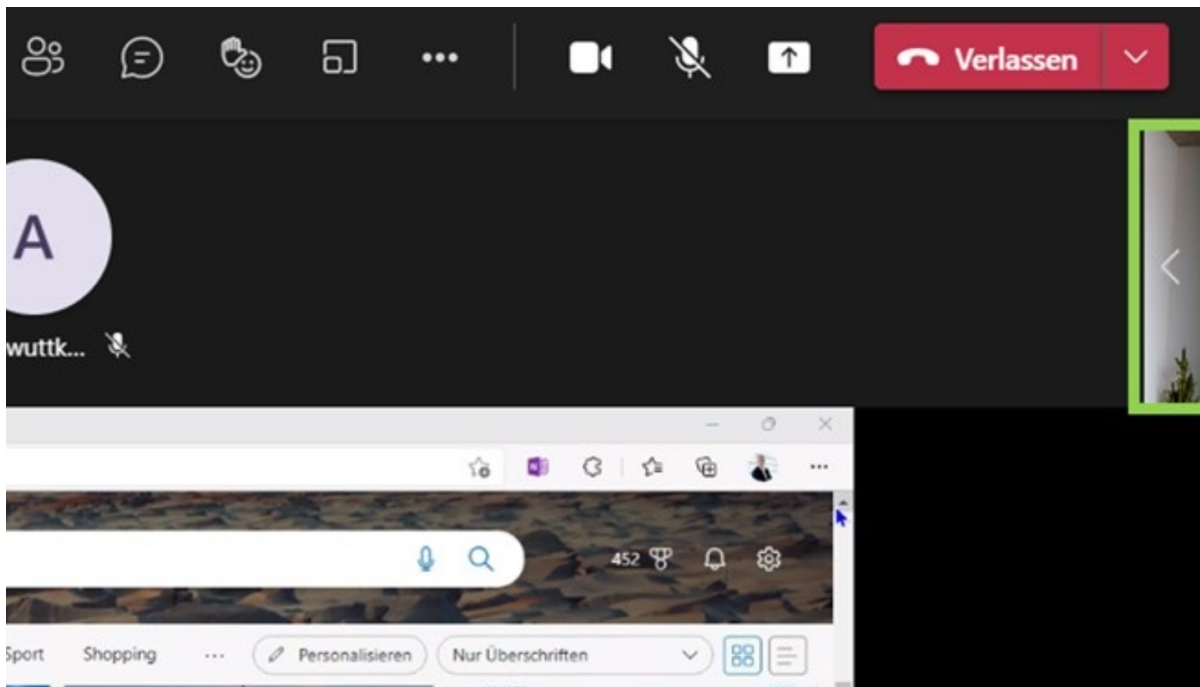 Verlassen
A
wuttk...
452
Sport Shopping ... Personalisieren Nur Überschriften